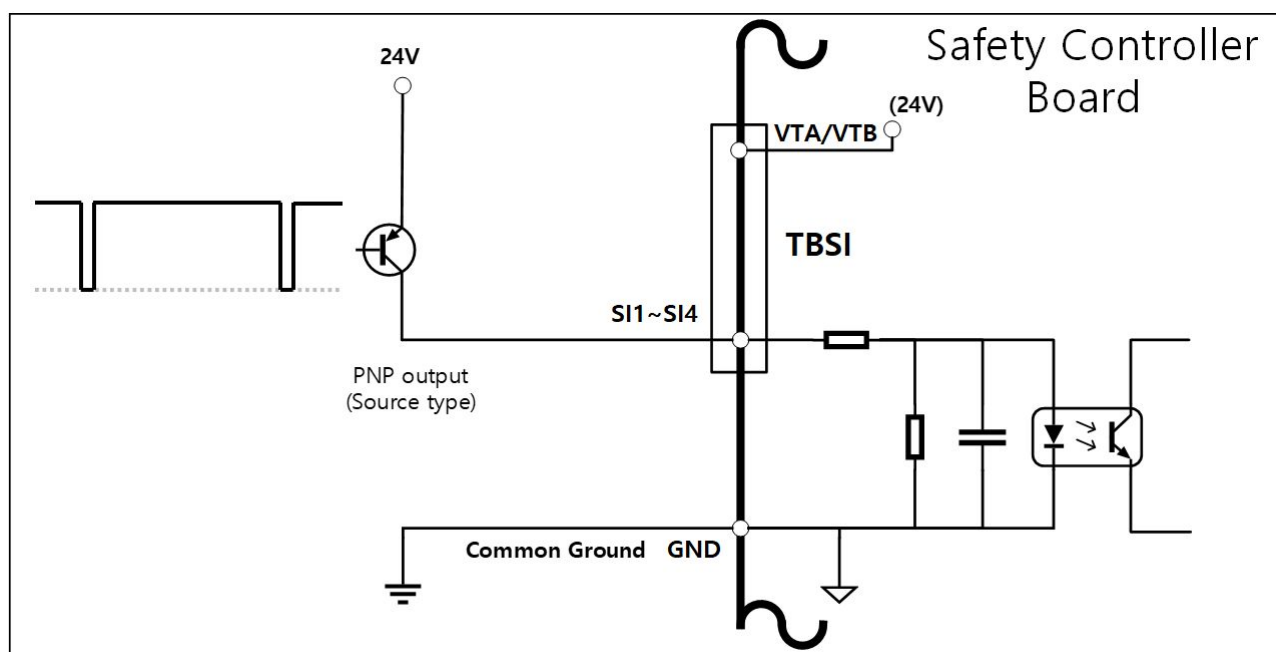 Safety Controller
Board
24V
(24V)
VTA/VTB
TBSI
SI1~SI4
PNP output
(Source type)
Common Ground GND